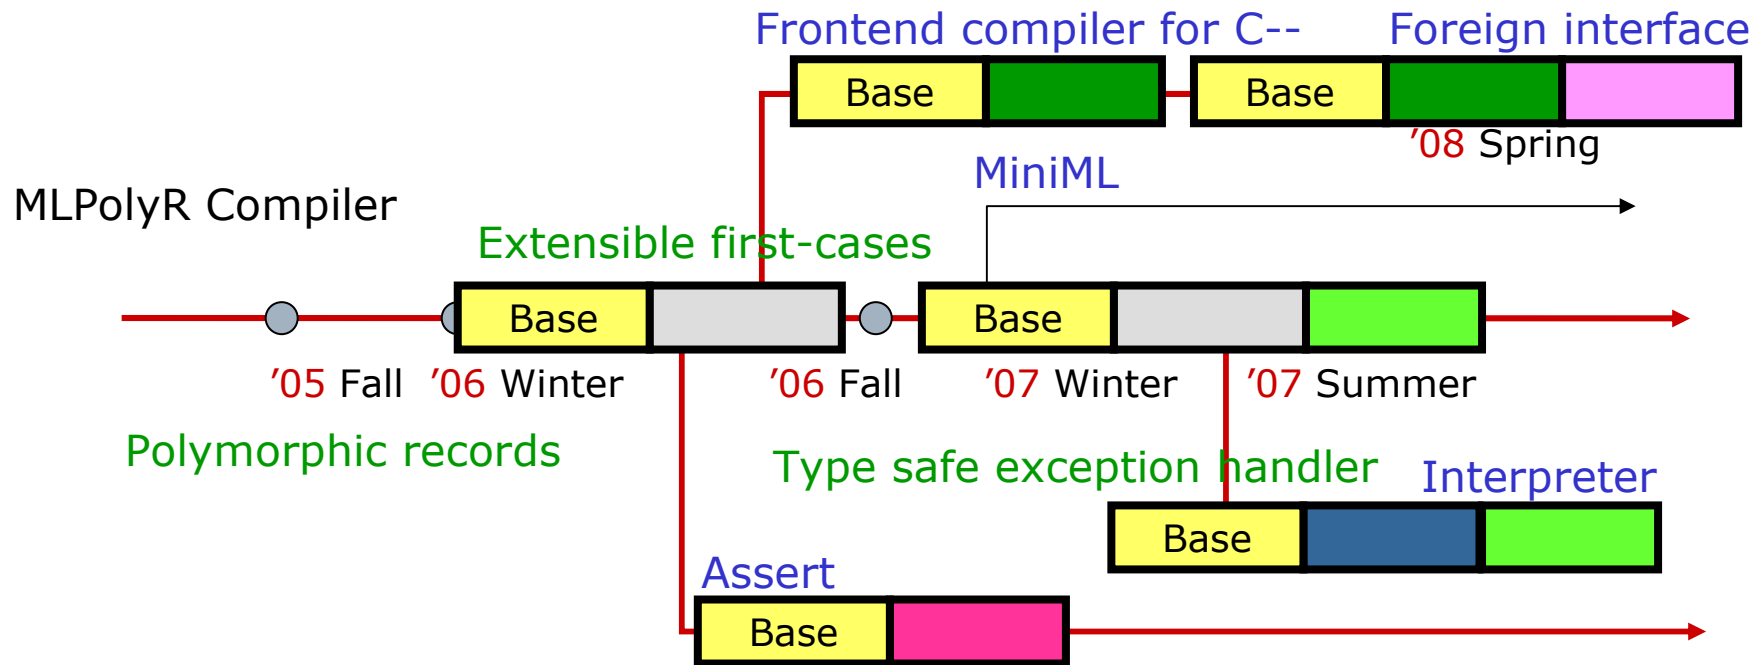 Frontend compiler for C-- Foreign interface
Base Base
'08 Spring
MiniML
MLPolyR Compiler
Extensible first-cases
Base Base
'05 Fall '06 Winter '06 Fall '07 Winter '07 Summer
Polymorphic records
Type safe exception handler
Interpreter
Base
Assert
Base